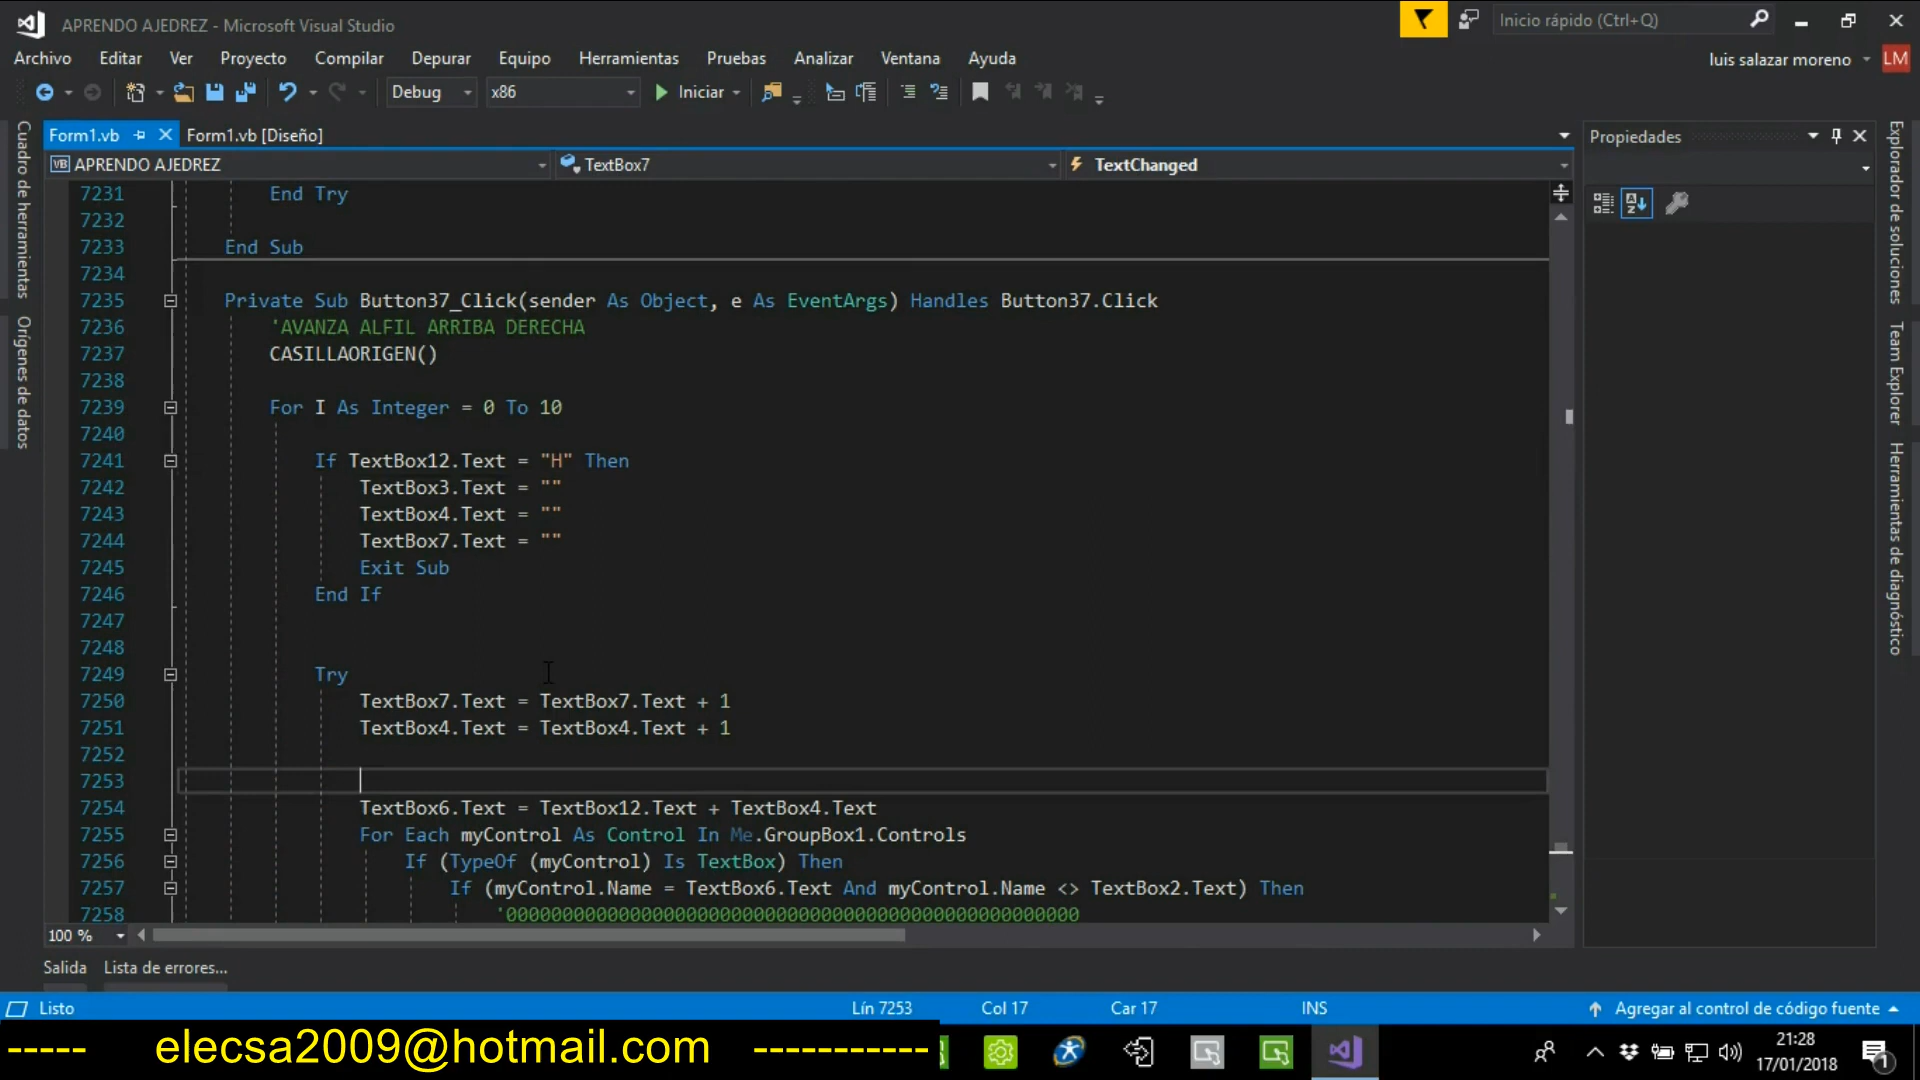 APRENDO AJEDREZ - Microsoft Visual Studio
Inicio rápido (Ctrl+Q)
Archivo Editar Ver Proyecto Compilar Depurar Equipo Herramientas Pruebas Analizar Ventana Ayuda
luis salazar moreno LM
Debug x86 Iniciar
Form1.vb Form1.vb [Diseño]
Propiedades
VB APRENDO AJEDREZ TextBox7 TextChanged
Cuadro de herramientas
Orígenes de datos
7231 End Try
7232
7233 End Sub
7234
7235 Private Sub Button37_Click(sender As Object, e As EventArgs) Handles Button37.Click
7236 'AVANZA ALFIL ARRIBA DERECHA
7237 CASILLAORIGEN()
7238
7239 For I As Integer = 0 To 10
7240
7241 If TextBox12.Text = "H" Then
7242 TextBox3.Text = ""
7243 TextBox4.Text = ""
7244 TextBox7.Text = ""
7245 Exit Sub
7246 End If
7247
7248
7249 Try
7250 TextBox7.Text = TextBox7.Text + 1
7251 TextBox4.Text = TextBox4.Text + 1
7252
7253
7254 TextBox6.Text = TextBox12.Text + TextBox4.Text
7255 For Each myControl As Control In Me.GroupBox1.Controls
7256 If (TypeOf (myControl) Is TextBox) Then
7257 If (myControl.Name = TextBox6.Text And myControl.Name <> TextBox2.Text) Then
7258 '000000000000000000000000000000000000000000000000000
Explorador de soluciones
Team Explorer
Herramientas de diagnóstico
100 %
Salida Lista de errores...
Listo Lín 7253 Col 17 Car 17 INS Agregar al control de código fuente
----- elecsa2009@hotmail.com -----------
21:28
17/01/2018
1